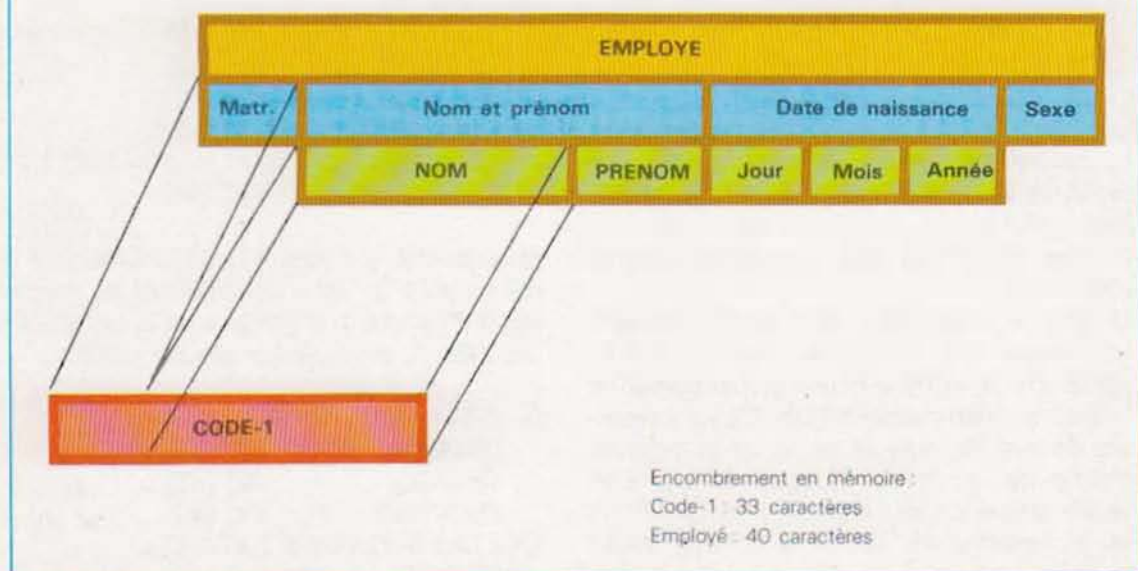 EMPLOYE
Matr. Nom et prénom Date de naissance Sexe
NOM PRENOM Jour Mois Année
CODE-1
Encombrement en mémoire :
Code-1 : 33 caractères
Employé : 40 caractères